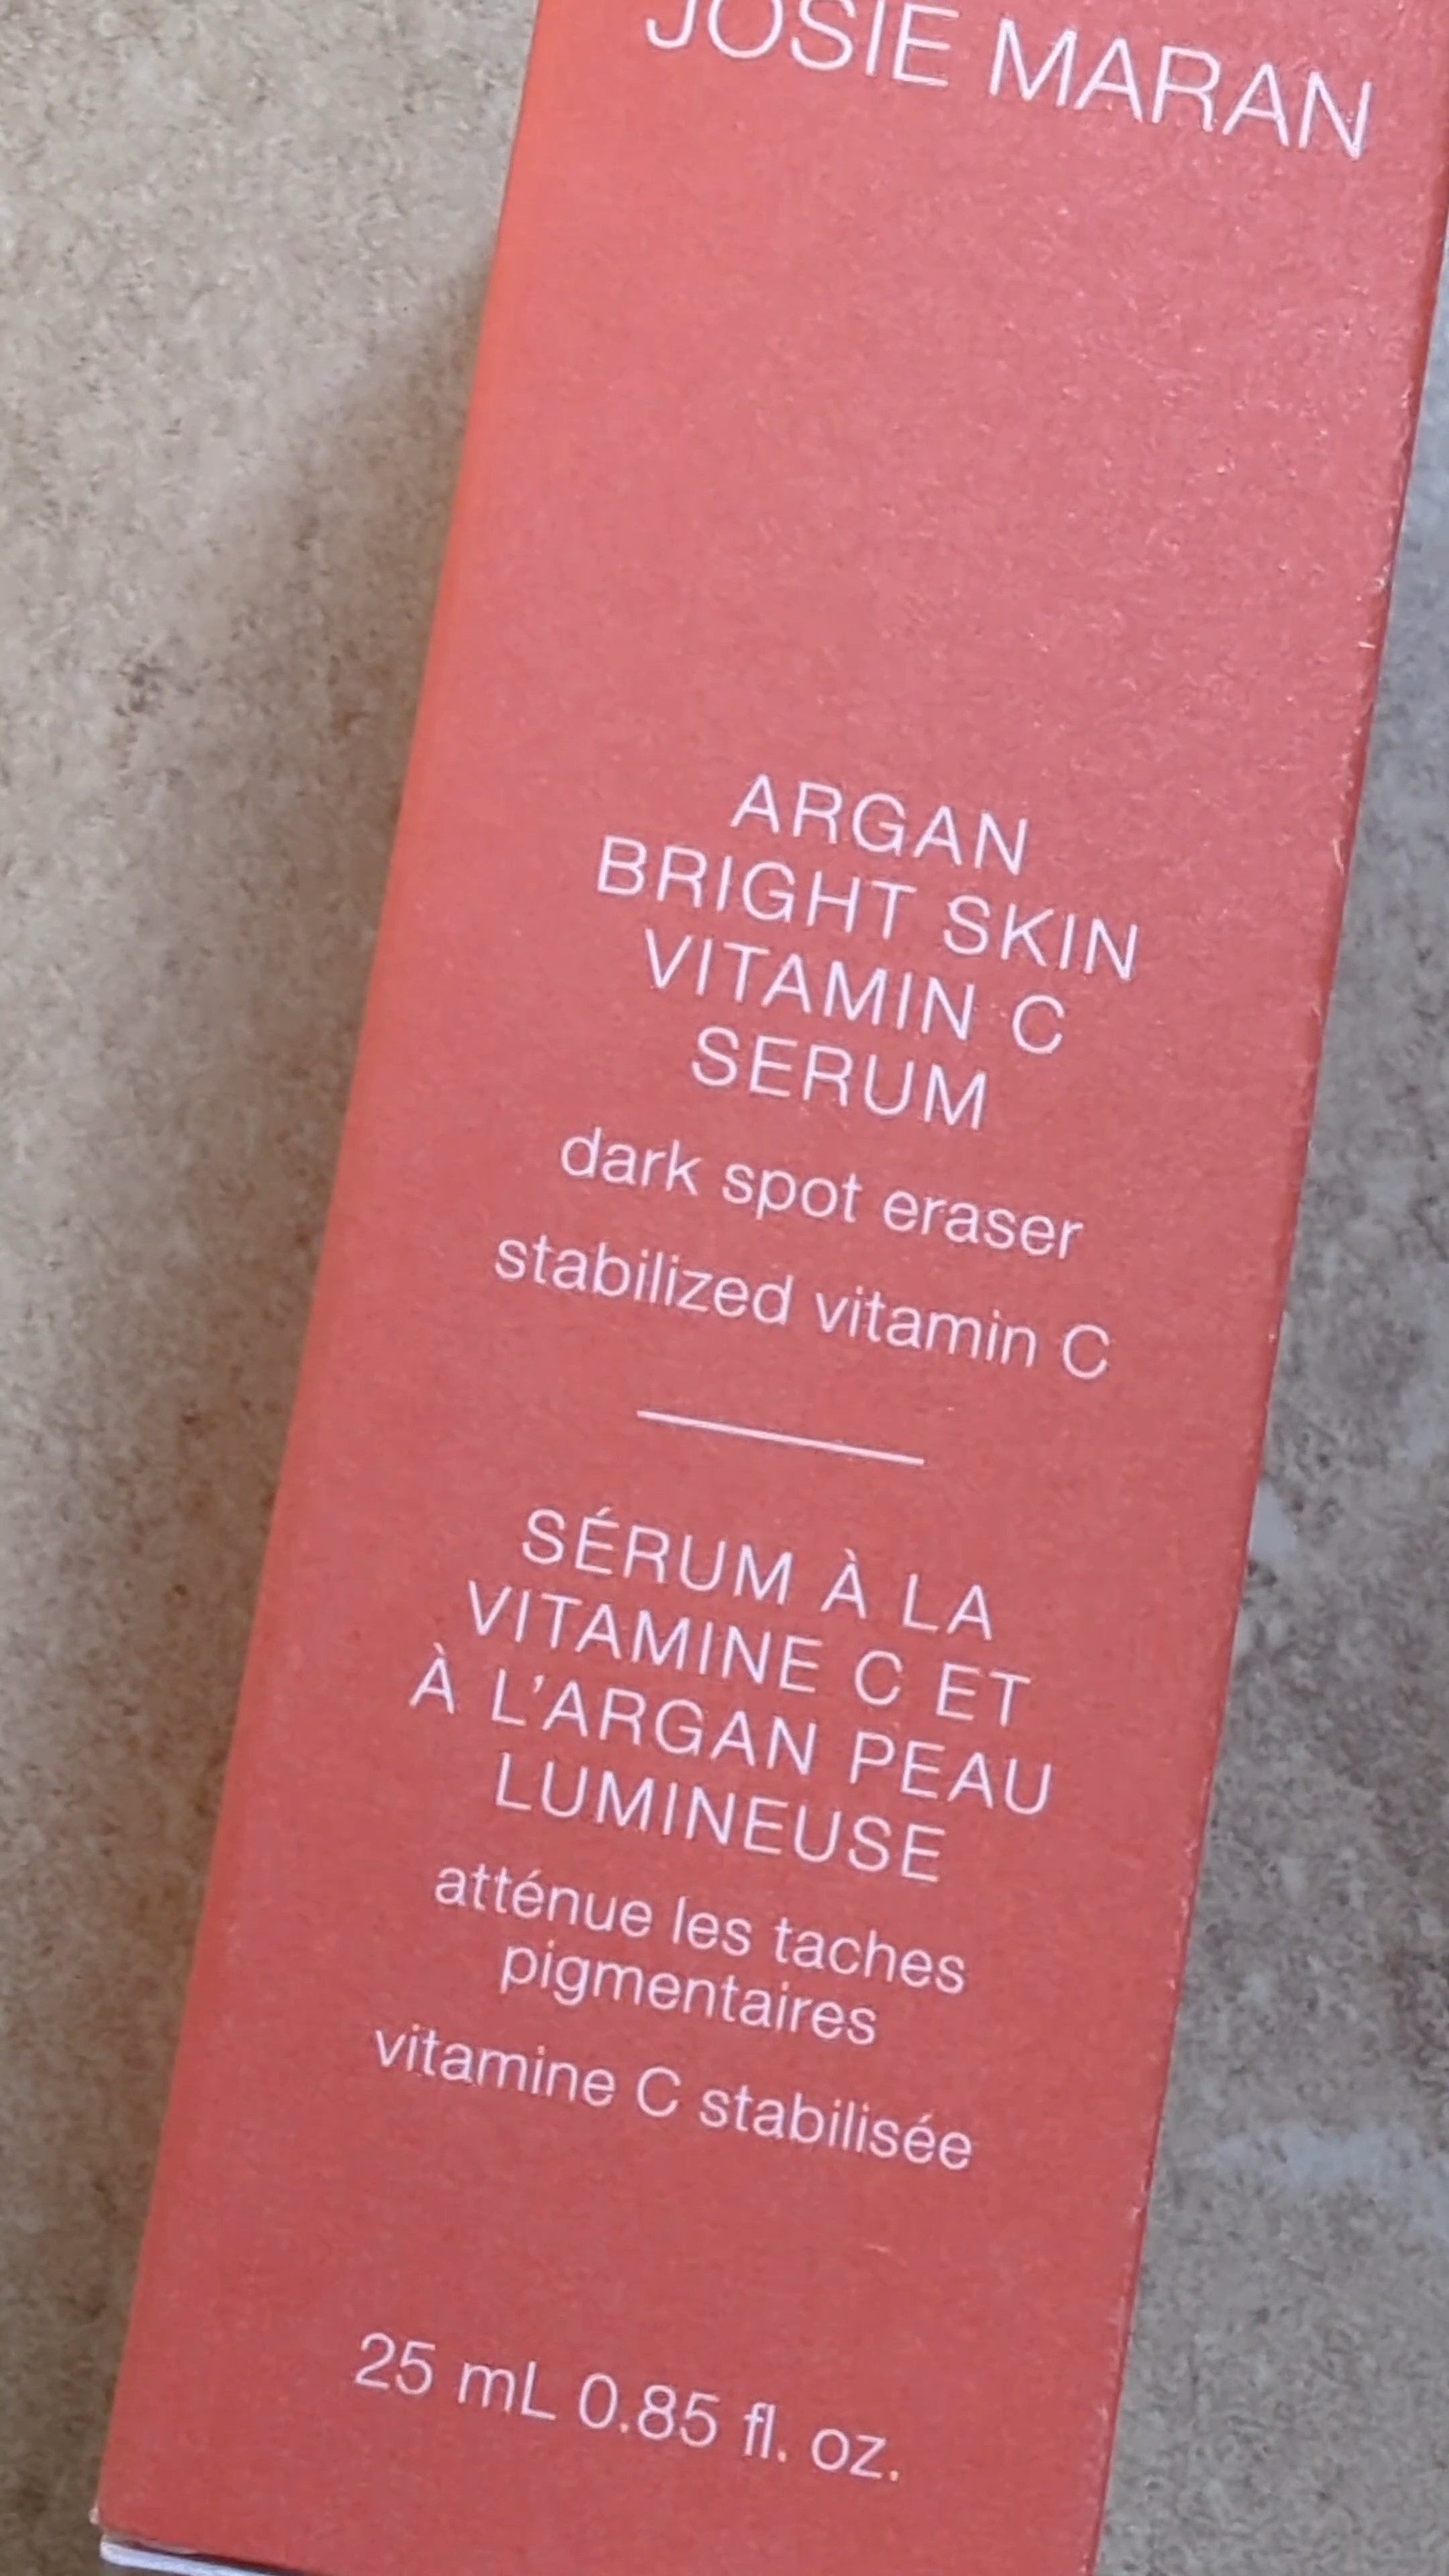 JOSIE MARAN
ARGAN
BRIGHT SKIN
VITAMIN C
SERUM
dark spot eraser
stabilized vitamin C
SÉRUM À LA
VITAMINE C ET
À L'ARGAN PEAU
LUMINEUSE
atténue les taches
pigmentaires
vitamine C stabilisée
25 mL 0.85 fl. oz.